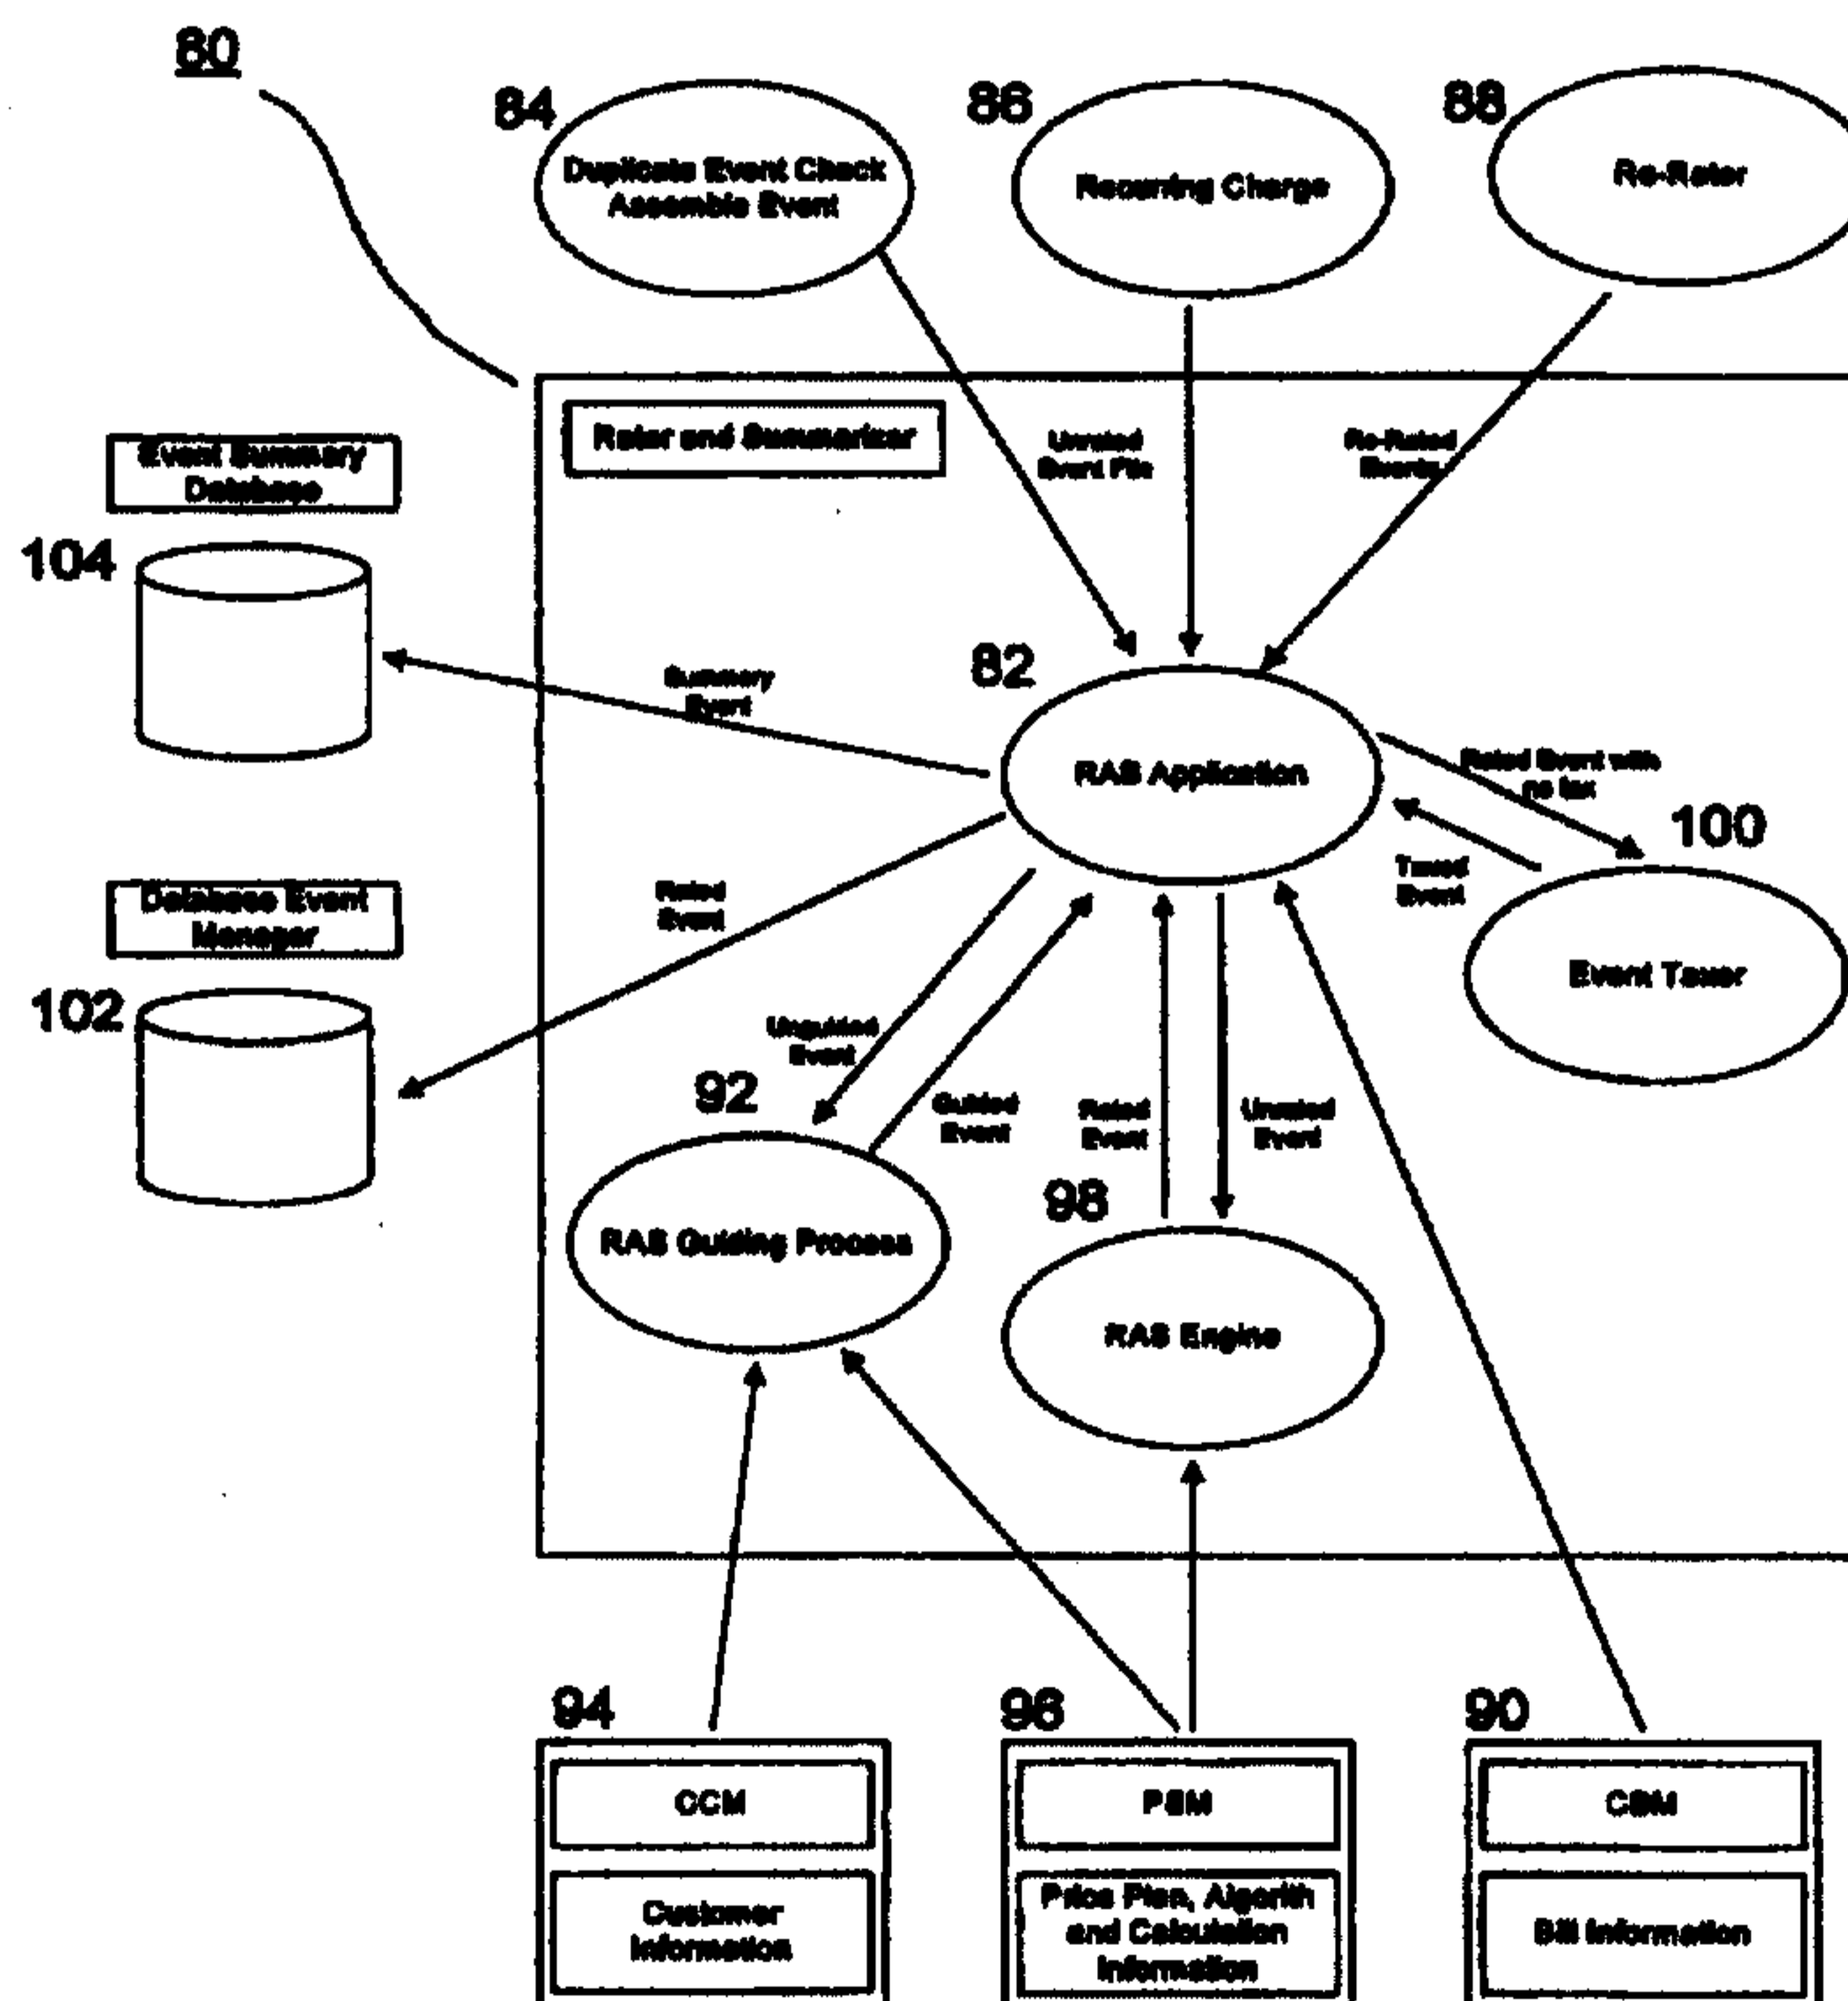 80
84
86
88
Duplicate Event Check
Assemble Event
Recurring Charge
Re-Rater
Rater and Summarizer
Unrated
Event File
Re-Rated
Events
Event Summary
Database
104
82
Summary
Event
RAS Application
Rated Event with
no tax
100
Taxed
Event
Event Taxer
Database Event
Manager
102
Rated
Event
Unguided
Event
92
Guided
Event
Rated
Event
Unrated
Event
98
RAS Guiding Process
RAS Engine
94
96
90
CCM
Customer
Information
Price Plan, Algorith
and Calculation
Information
Bill Information